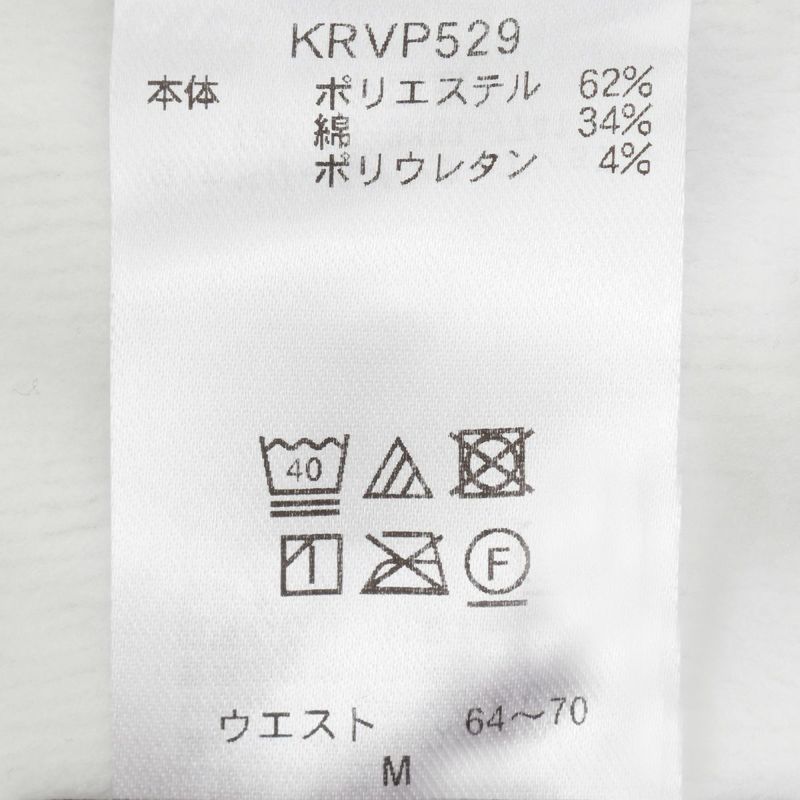 KRVP529
本体 ポリエステル 62%
綿 34%
ポリウレタン 4%
40
F
ウエスト 64～70
M